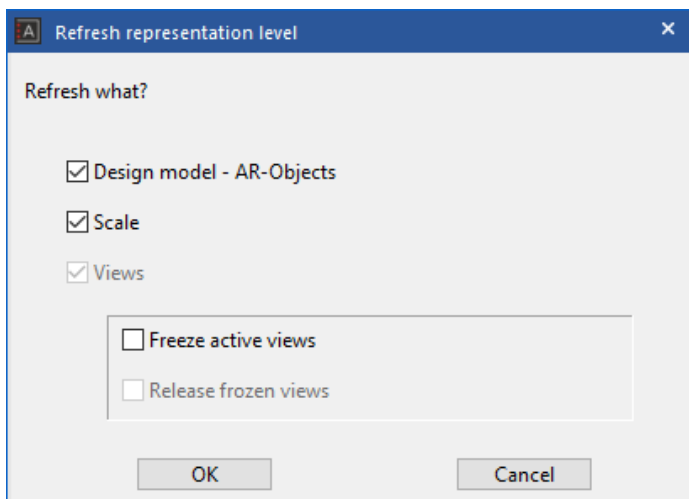 A Refresh representation level
Refresh what?
Design model - AR-Objects
Scale
Views
Freeze active views
Release frozen views
OK Cancel